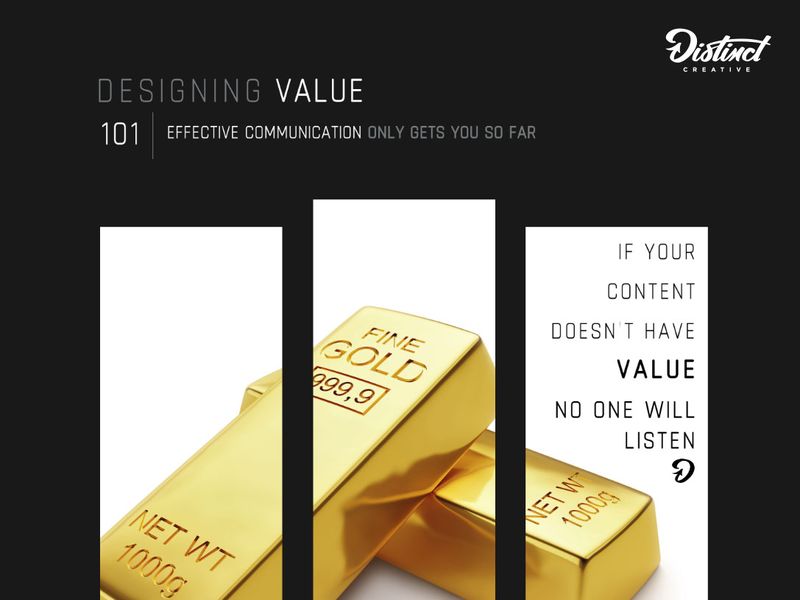 Distinct
CREATIVE
DESIGNING VALUE
101
EFFECTIVE COMMUNICATION ONLY GETS YOU SO FAR
IF YOUR
CONTENT
DOESN'T HAVE
VALUE
NO ONE WILL
LISTEN
D
FINE
GOLD
999,9
NET WT
1000g
NET WT
1000g